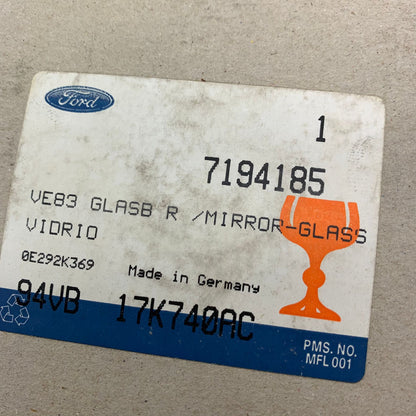 Ford
1
7194185
VE83 GLASB R /MIRROR-GLASS
VIDRIO
0E292K369
Made in Germany
94VB 17K740AC
PMS. NO.
MFL 001